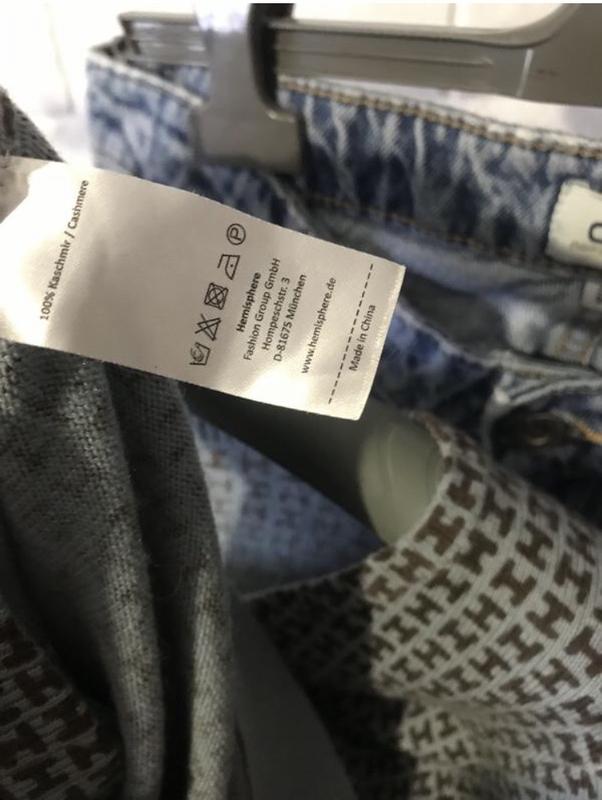 100% Kaschmir / Cashmere
Hemisphere
Fashion Group GmbH
Hompeschstr. 3
D-81675 München
www.hemisphere.de
Made in China